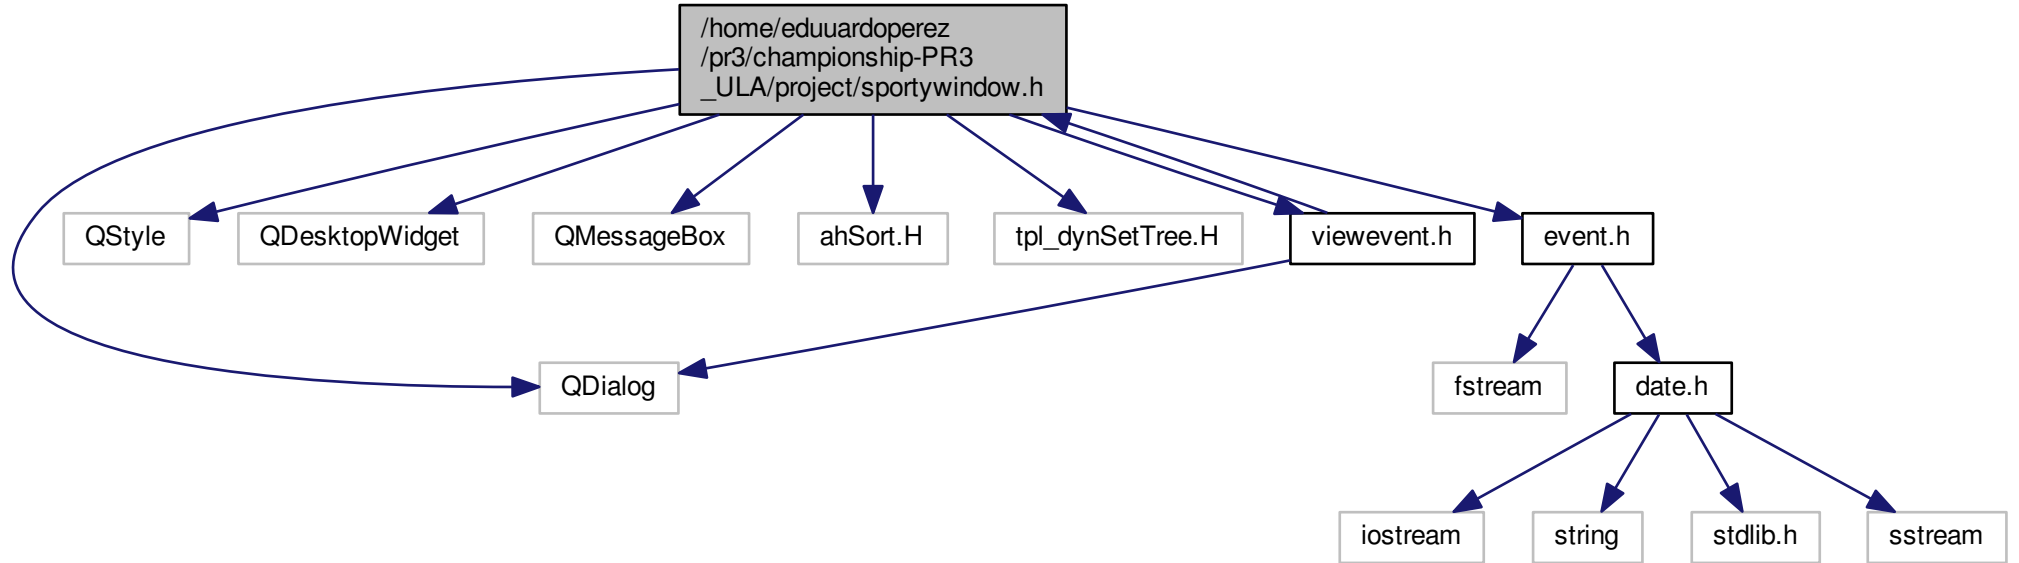 /home/eduuardoperez
/pr3/championship-PR3
_ULA/project/sportywindow.h
QStyle
QDesktopWidget
QMessageBox
ahSort.H
tpl_dynSetTree.H
viewevent.h
event.h
QDialog
fstream
date.h
iostream
string
stdlib.h
sstream